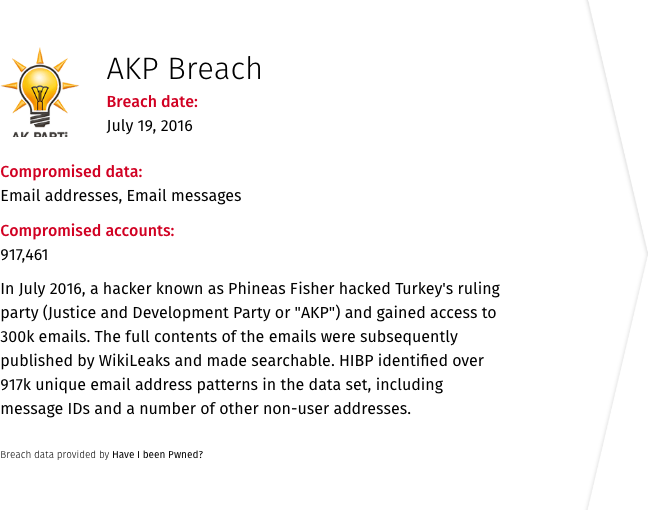 AKP Breach
Breach date:
July 19, 2016
AK PARTi
Compromised data:
Email addresses, Email messages
Compromised accounts:
917,461
In July 2016, a hacker known as Phineas Fisher hacked Turkey's ruling
party (Justice and Development Party or "AKP") and gained access to
300k emails. The full contents of the emails were subsequently
published by WikiLeaks and made searchable. HIBP identified over
917k unique email address patterns in the data set, including
message IDs and a number of other non-user addresses.
Breach data provided by Have I been Pwned?